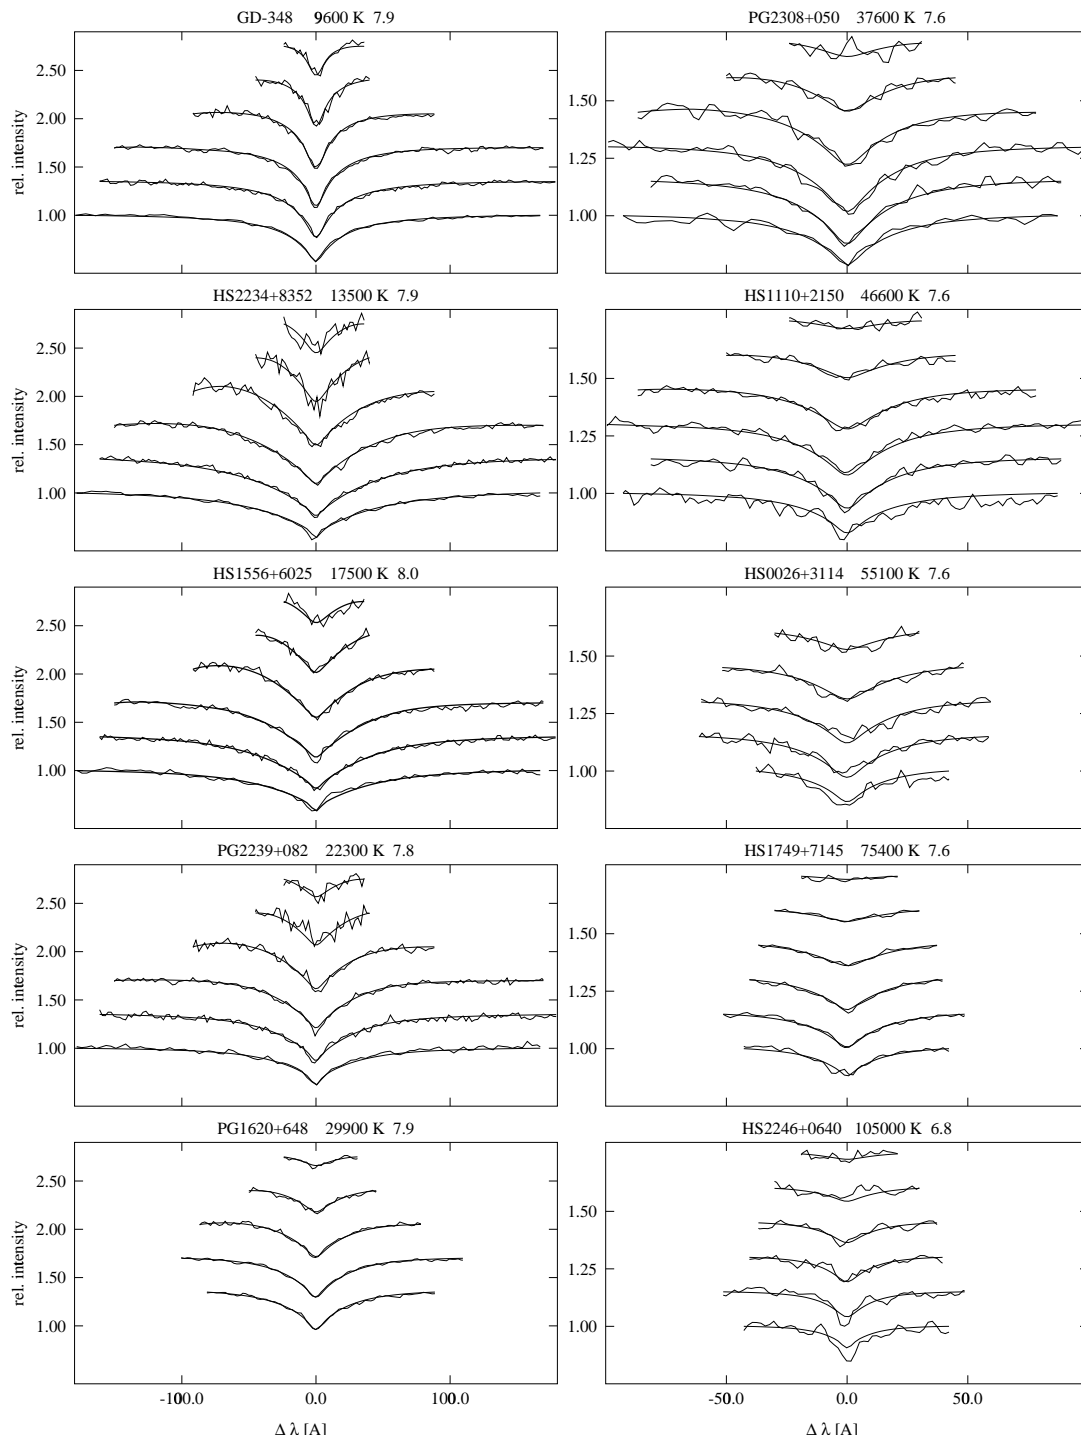 GD-348 9600 K 7.9
PG2308+050 37600 K 7.6
rel. intensity
2.50
2.00
1.50
1.00
1.50
1.25
1.00
HS2234+8352 13500 K 7.9
HS1110+2150 46600 K 7.6
rel. intensity
2.50
2.00
1.50
1.00
1.50
1.25
1.00
HS1556+6025 17500 K 8.0
HS0026+3114 55100 K 7.6
rel. intensity
2.50
2.00
1.50
1.00
1.50
1.25
1.00
PG2239+082 22300 K 7.8
HS1749+7145 75400 K 7.6
rel. intensity
2.50
2.00
1.50
1.00
1.50
1.25
1.00
PG1620+648 29900 K 7.9
HS2246+0640 105000 K 6.8
rel. intensity
2.50
2.00
1.50
1.00
1.50
1.25
1.00
-100.0 0.0 100.0
-50.0 0.0 50.0
Δ λ [A]
Δ λ [A]